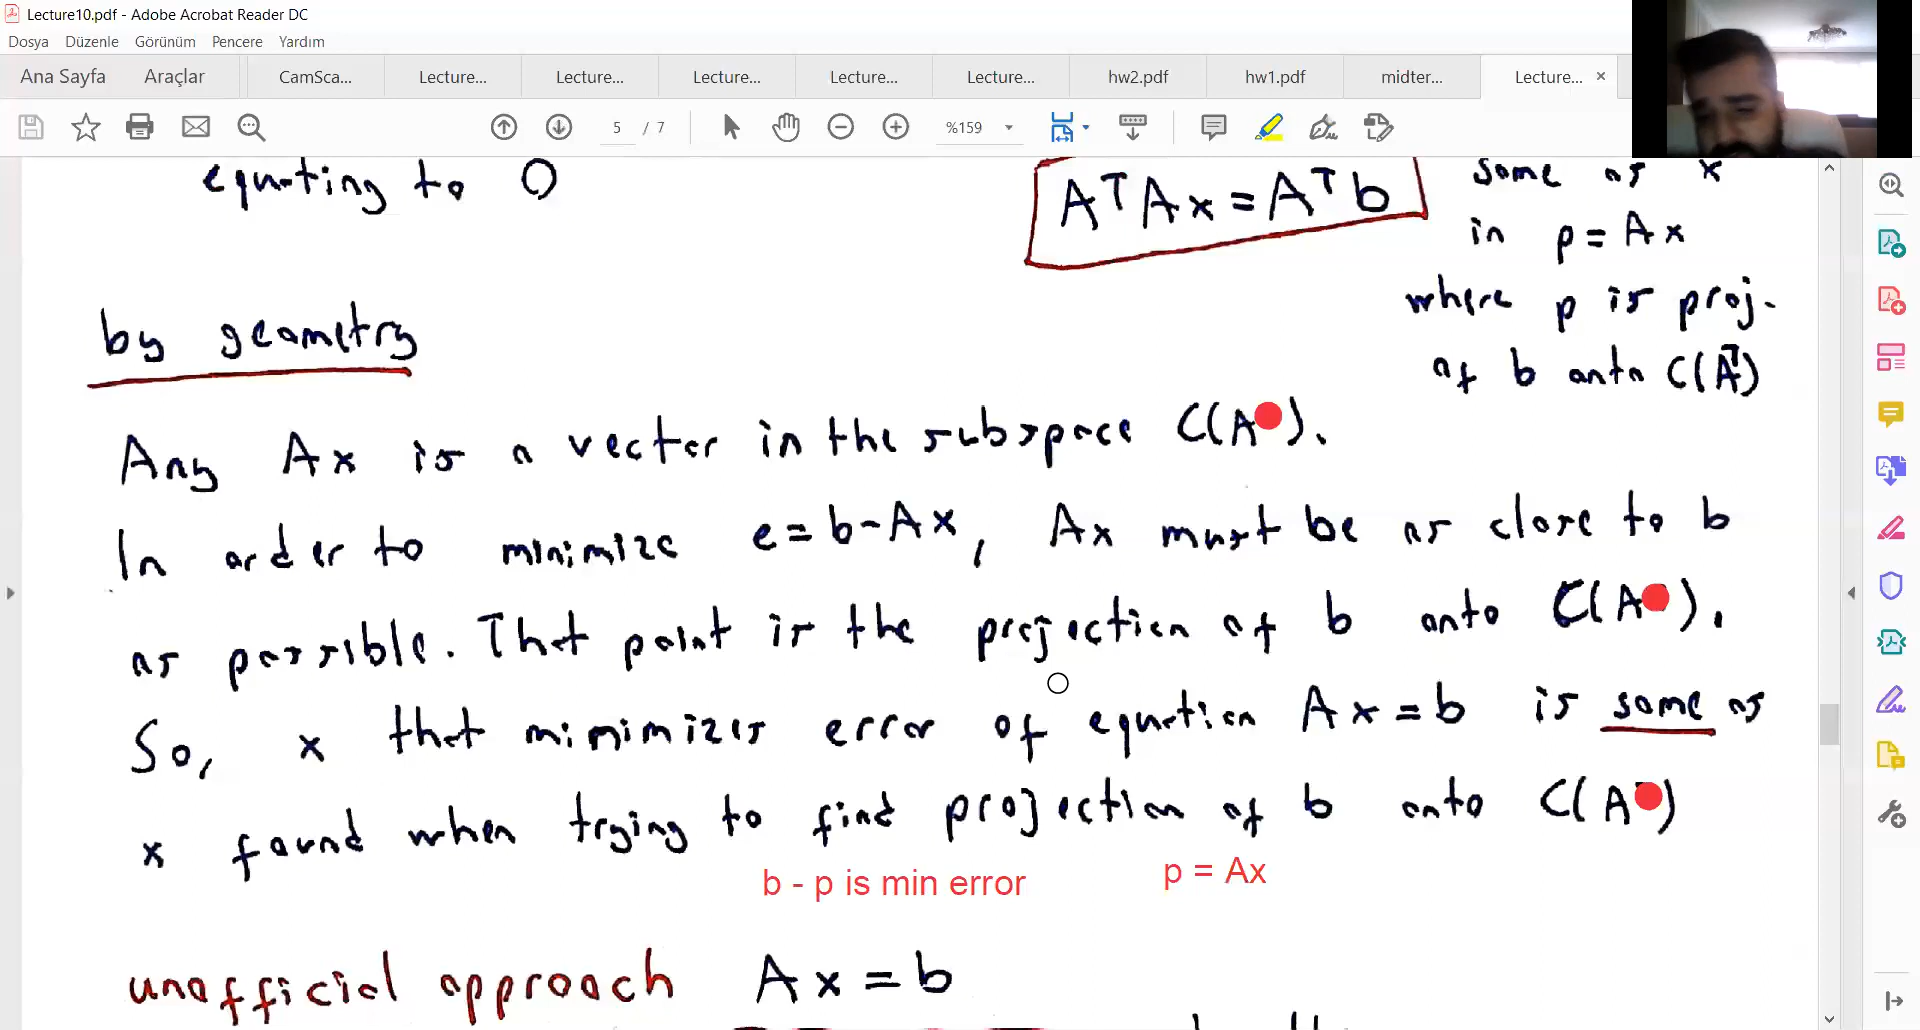 Lecture10.pdf - Adobe Acrobat Reader DC
Dosya Düzenle Görünüm Pencere Yardım
Ana Sayfa Araçlar CamSca... Lecture... Lecture... Lecture... Lecture... Lecture... hw2.pdf hw1.pdf midter... Lecture... ×
5 / 7 %159
equating to 0
AᵀAx = Aᵀb
same as x
in p = Ax
where p is proj.
of b onto C(Aᵀ)
by geometry
Any Ax is a vector in the subspace C(A).
In order to minimize e = b - Ax, Ax must be as close to b
as possible. That point is the projection of b onto C(A).
So, x that minimizes error of equation Ax = b is same as
x found when trying to find projection of b onto C(A)
b - p is min error p = Ax
unofficial approach Ax = b